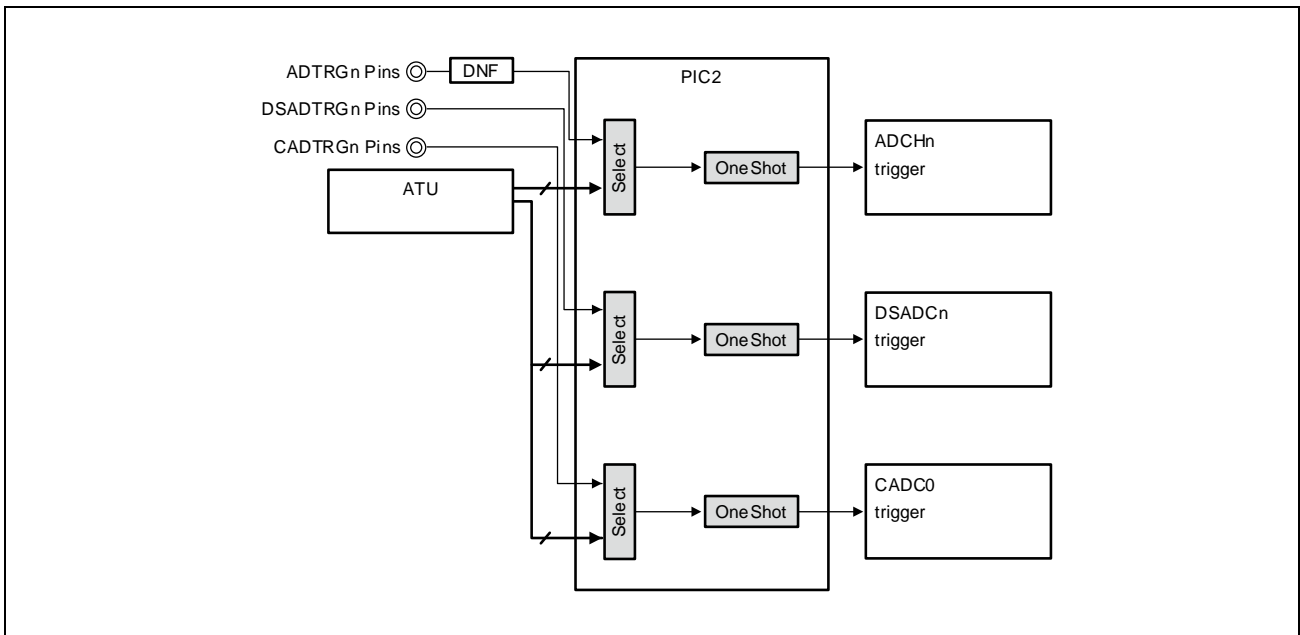 ADTRGn Pins
DNF
PIC2
DSADTRGn Pins
CADTRGn Pins
ATU
Select
One Shot
ADCHn
trigger
Select
One Shot
DSADCn
trigger
Select
One Shot
CADC0
trigger